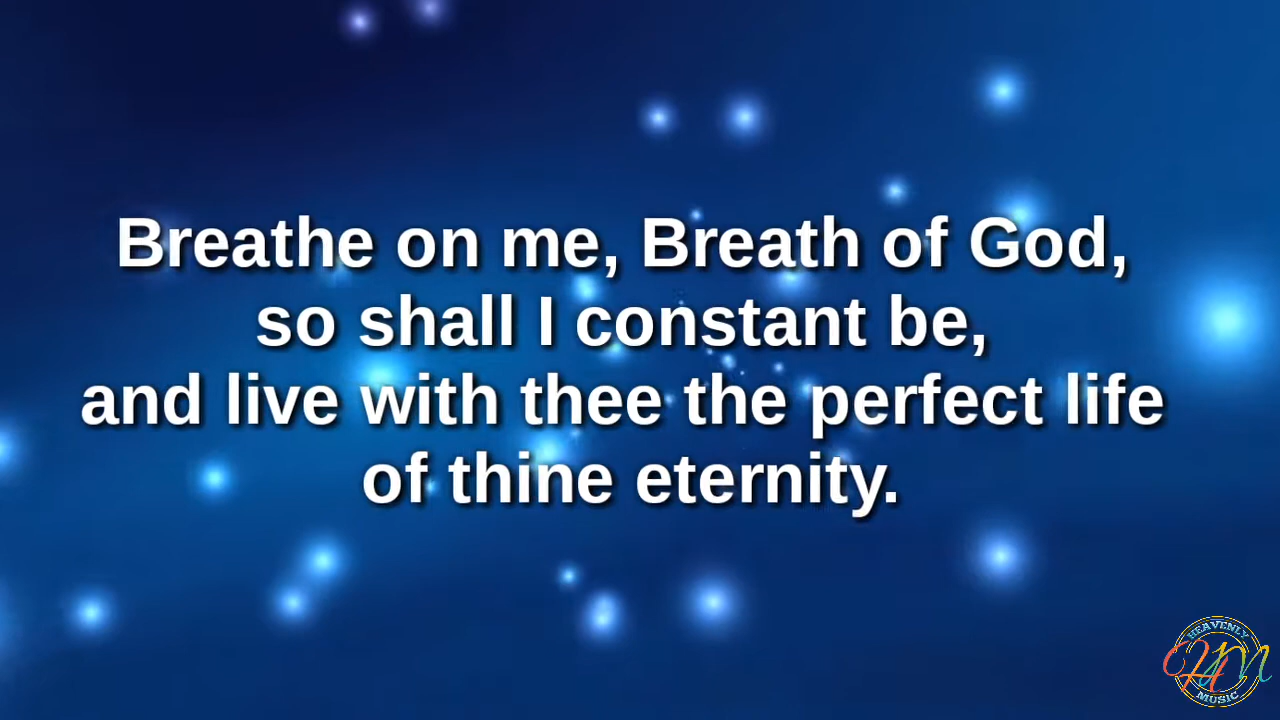 Breathe on me, Breath of God,
so shall I constant be,
and live with thee the perfect life
of thine eternity.
HEAVENLY
HM
MUSIC